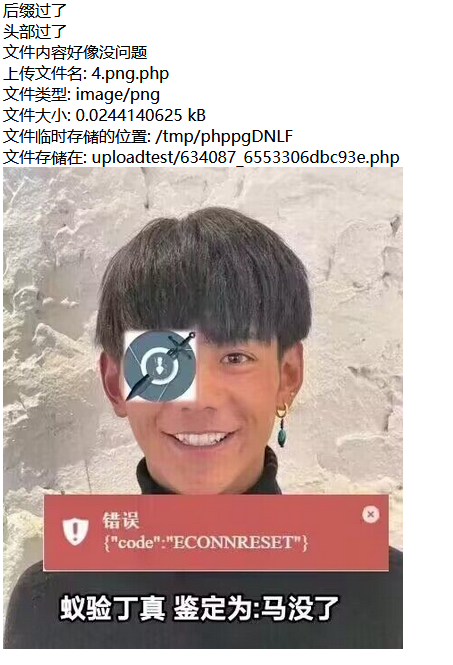 后缀过了
头部过了
文件内容好像没问题
上传文件名: 4.png.php
文件类型: image/png
文件大小: 0.0244140625 kB
文件临时存储的位置: /tmp/phppgDNLF
文件存储在: uploadtest/634087_6553306dbc93e.php
错误
{"code":"ECONNRESET"}
蚁验丁真 鉴定为:马没了